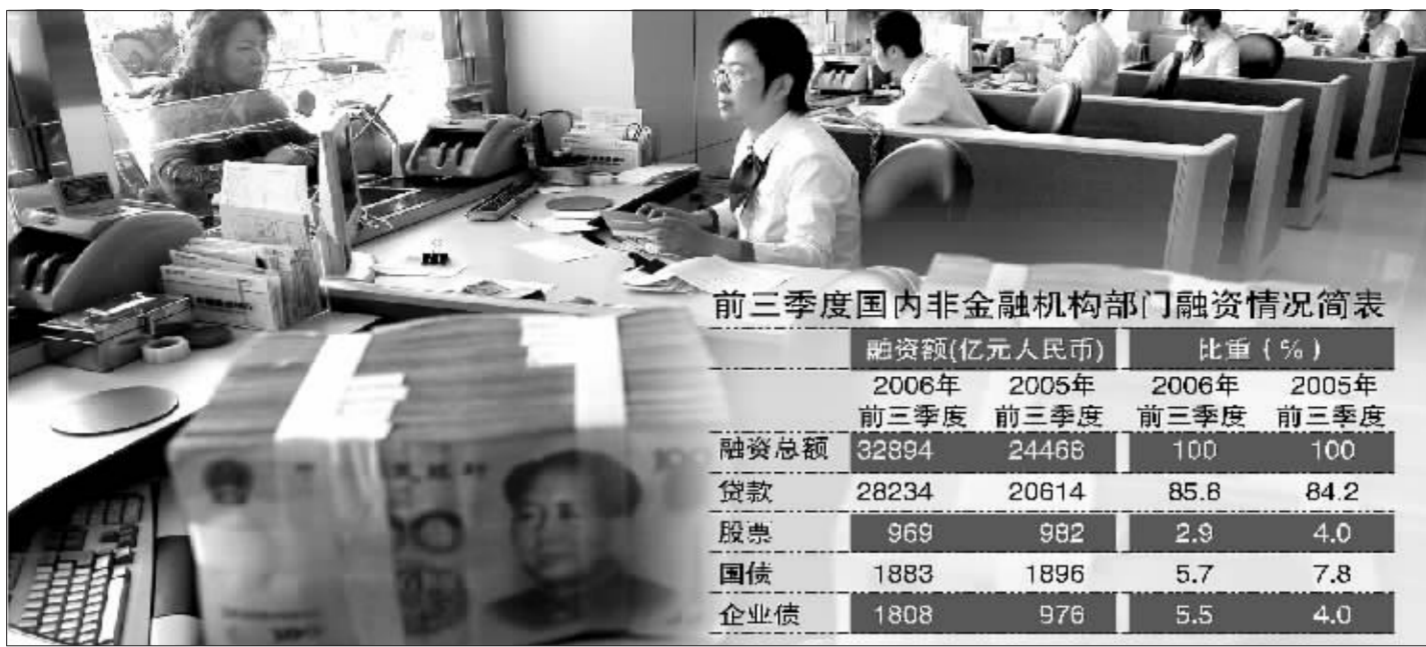 前三季度国内非金融机构部门融资情况简表
融资额(亿元人民币) 比重(%)
2006年 2005年 2006年 2005年
前三季度 前三季度 前三季度 前三季度
融资总额 32894 24468 100 100
贷款 28234 20614 85.8 84.2
股票 969 982 2.9 4.0
国债 1883 1896 5.7 7.8
企业债 1808 976 5.5 4.0